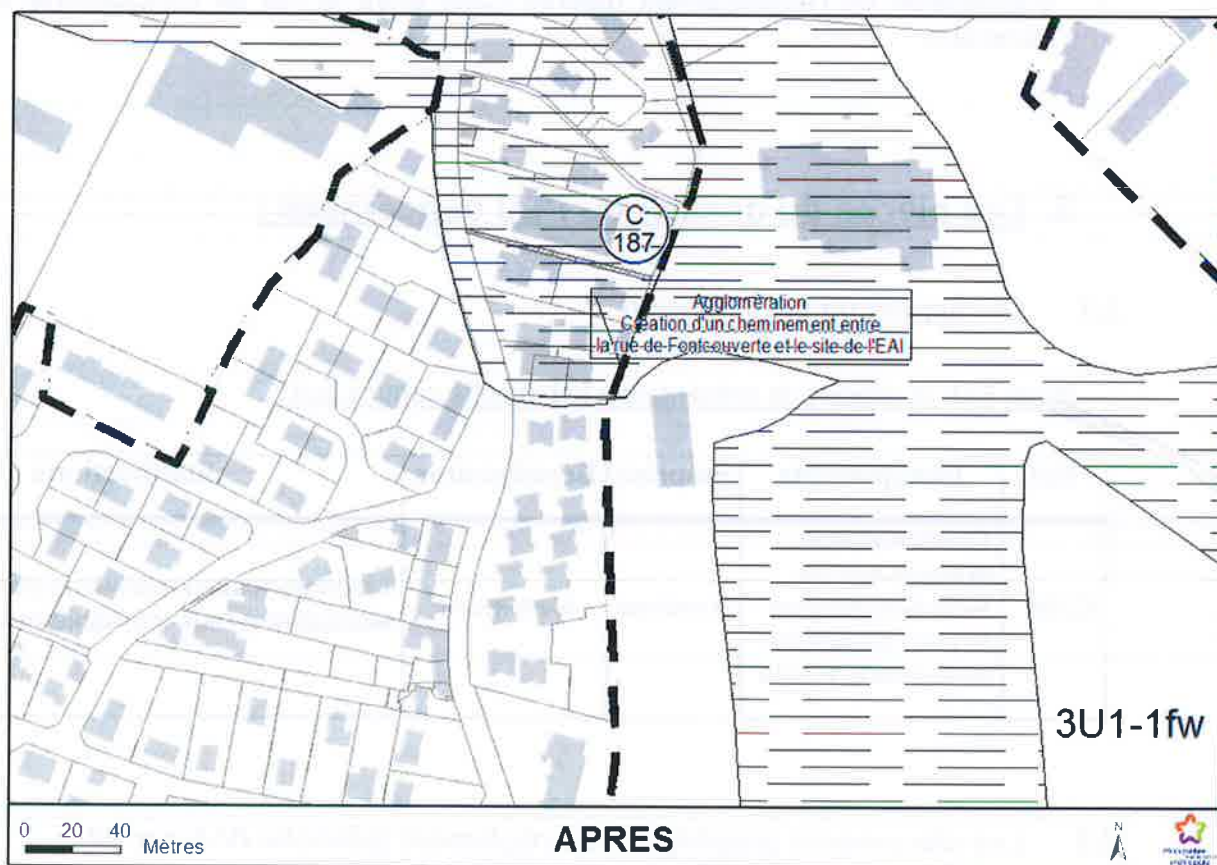 C
187
Agglomération
Création d'un cheminement entre
la rue de Fontcouverte et le site de l'EAI
3U1-1fw
0 20 40
Mètres
APRES
N